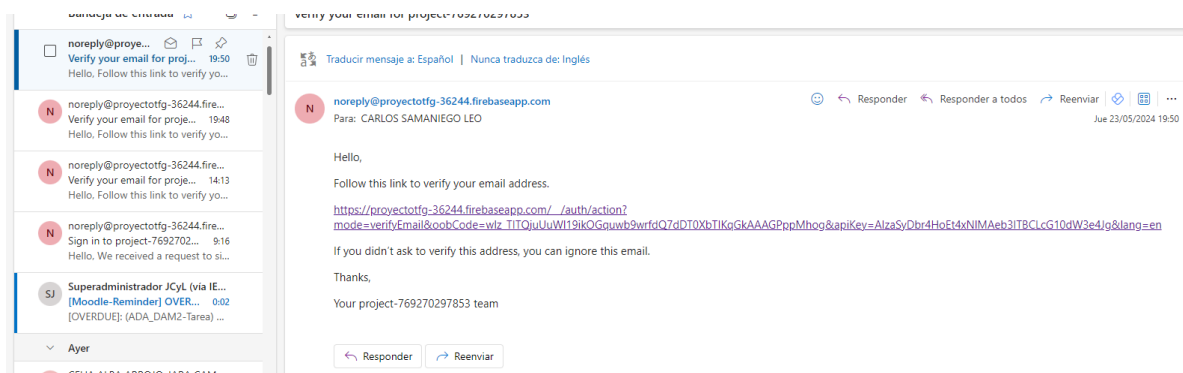 Bandeja de entrada
noreply@proye...
Verify your email for proj... 19:50
Hello, Follow this link to verify yo...
N
noreply@proyectotfg-36244.fire...
Verify your email for proje... 19:48
Hello, Follow this link to verify yo...
N
noreply@proyectotfg-36244.fire...
Verify your email for proje... 14:13
Hello, Follow this link to verify yo...
N
noreply@proyectotfg-36244.fire...
Sign in to project-7692702... 9:16
Hello, We received a request to si...
SJ
Superadministrador JCyL (vía IE...
[Moodle-Reminder] OVER... 0:02
[OVERDUE]: (ADA_DAM2-Tarea) ...
Ayer
Verify your email for project-769270297853
Traducir mensaje a: Español | Nunca traduzca de: Inglés
N
noreply@proyectotfg-36244.firebaseapp.com
Responder Responder a todos Reenviar
Para: CARLOS SAMANIEGO LEO
Jue 23/05/2024 19:50
Hello,
Follow this link to verify your email address.
https://proyectotfg-36244.firebaseapp.com/__/auth/action?
mode=verifyEmail&oobCode=wlz_TITQjuUuWI19ikOGquwb9wrfdQ7dDT0XbTIKqGkAAAGPppMhog&apiKey=AIzaSyDbr4HoEt4xNIMAeb3ITBCLcG10dW3e4Jg&lang=en
If you didn't ask to verify this address, you can ignore this email.
Thanks,
Your project-769270297853 team
Responder
Reenviar